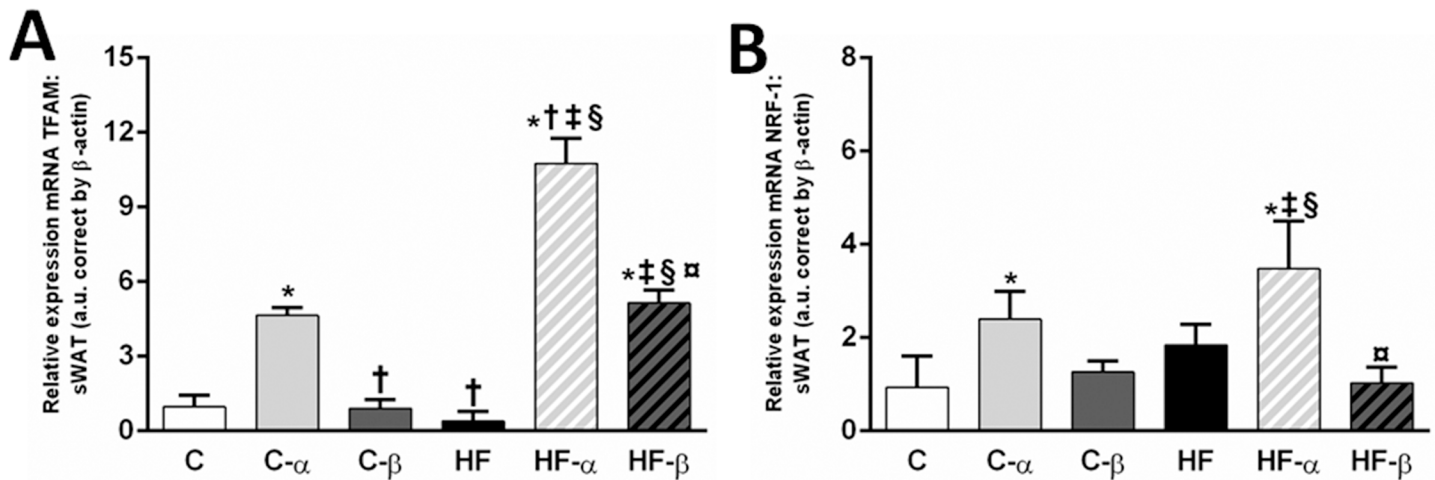 A
Relative expression mRNA TFAM:
sWAT (a.u. correct by β-actin)
15
12
9
6
3
0
*
†
†
*†‡§
*‡§¤
C
C-α
C-β
HF
HF-α
HF-β
B
Relative expression mRNA NRF-1:
sWAT (a.u. correct by β-actin)
8
6
4
2
0
*
*‡§
¤
C
C-α
C-β
HF
HF-α
HF-β